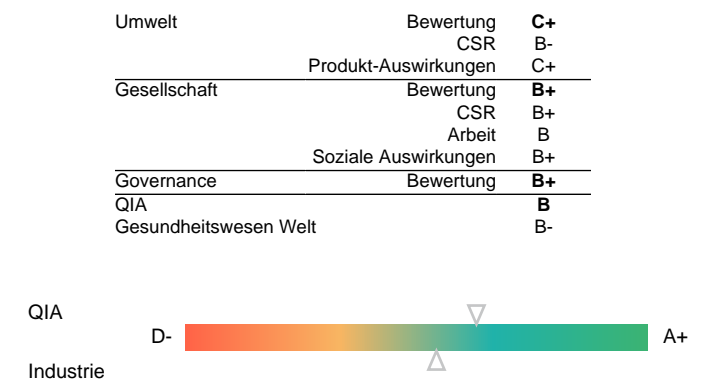 Umwelt Bewertung C+
CSR B-
Produkt-Auswirkungen C+
Gesellschaft Bewertung B+
CSR B+
Arbeit B
Soziale Auswirkungen B+
Governance Bewertung B+
QIA B
Gesundheitswesen Welt B-
QIA
D- A+
Industrie